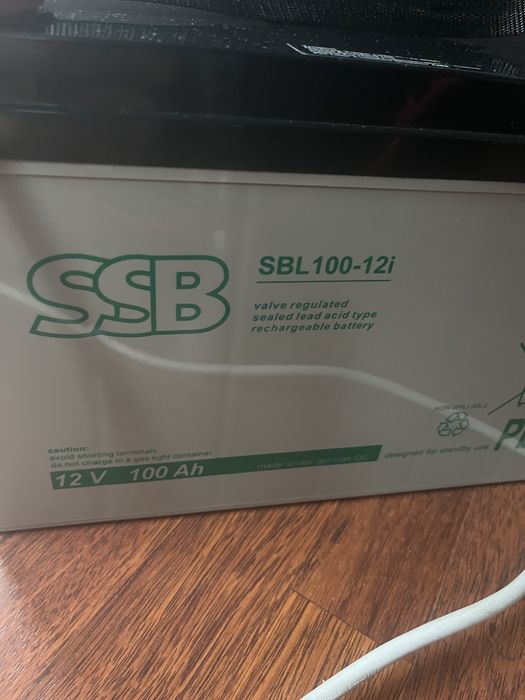 SSB
SBL100-12i
valve regulated
sealed lead acid type
rechargeable battery
NON-SPILLABLE
caution:
avoid shorting terminals
do not charge in a gas tight container
12 V 100 Ah
made under german QC
designed for standby use